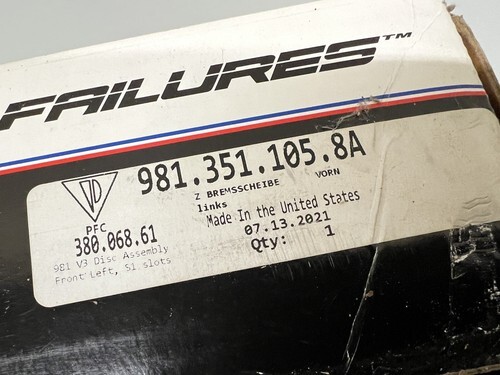 FAILURES™
981.351.105.8A
Z BREMSSCHEIBE VORN
links
Made In the United States
07.13.2021
Qty: 1
PFC
380.068.61
981 V3 Disc Assembly
Front Left, 51 slots